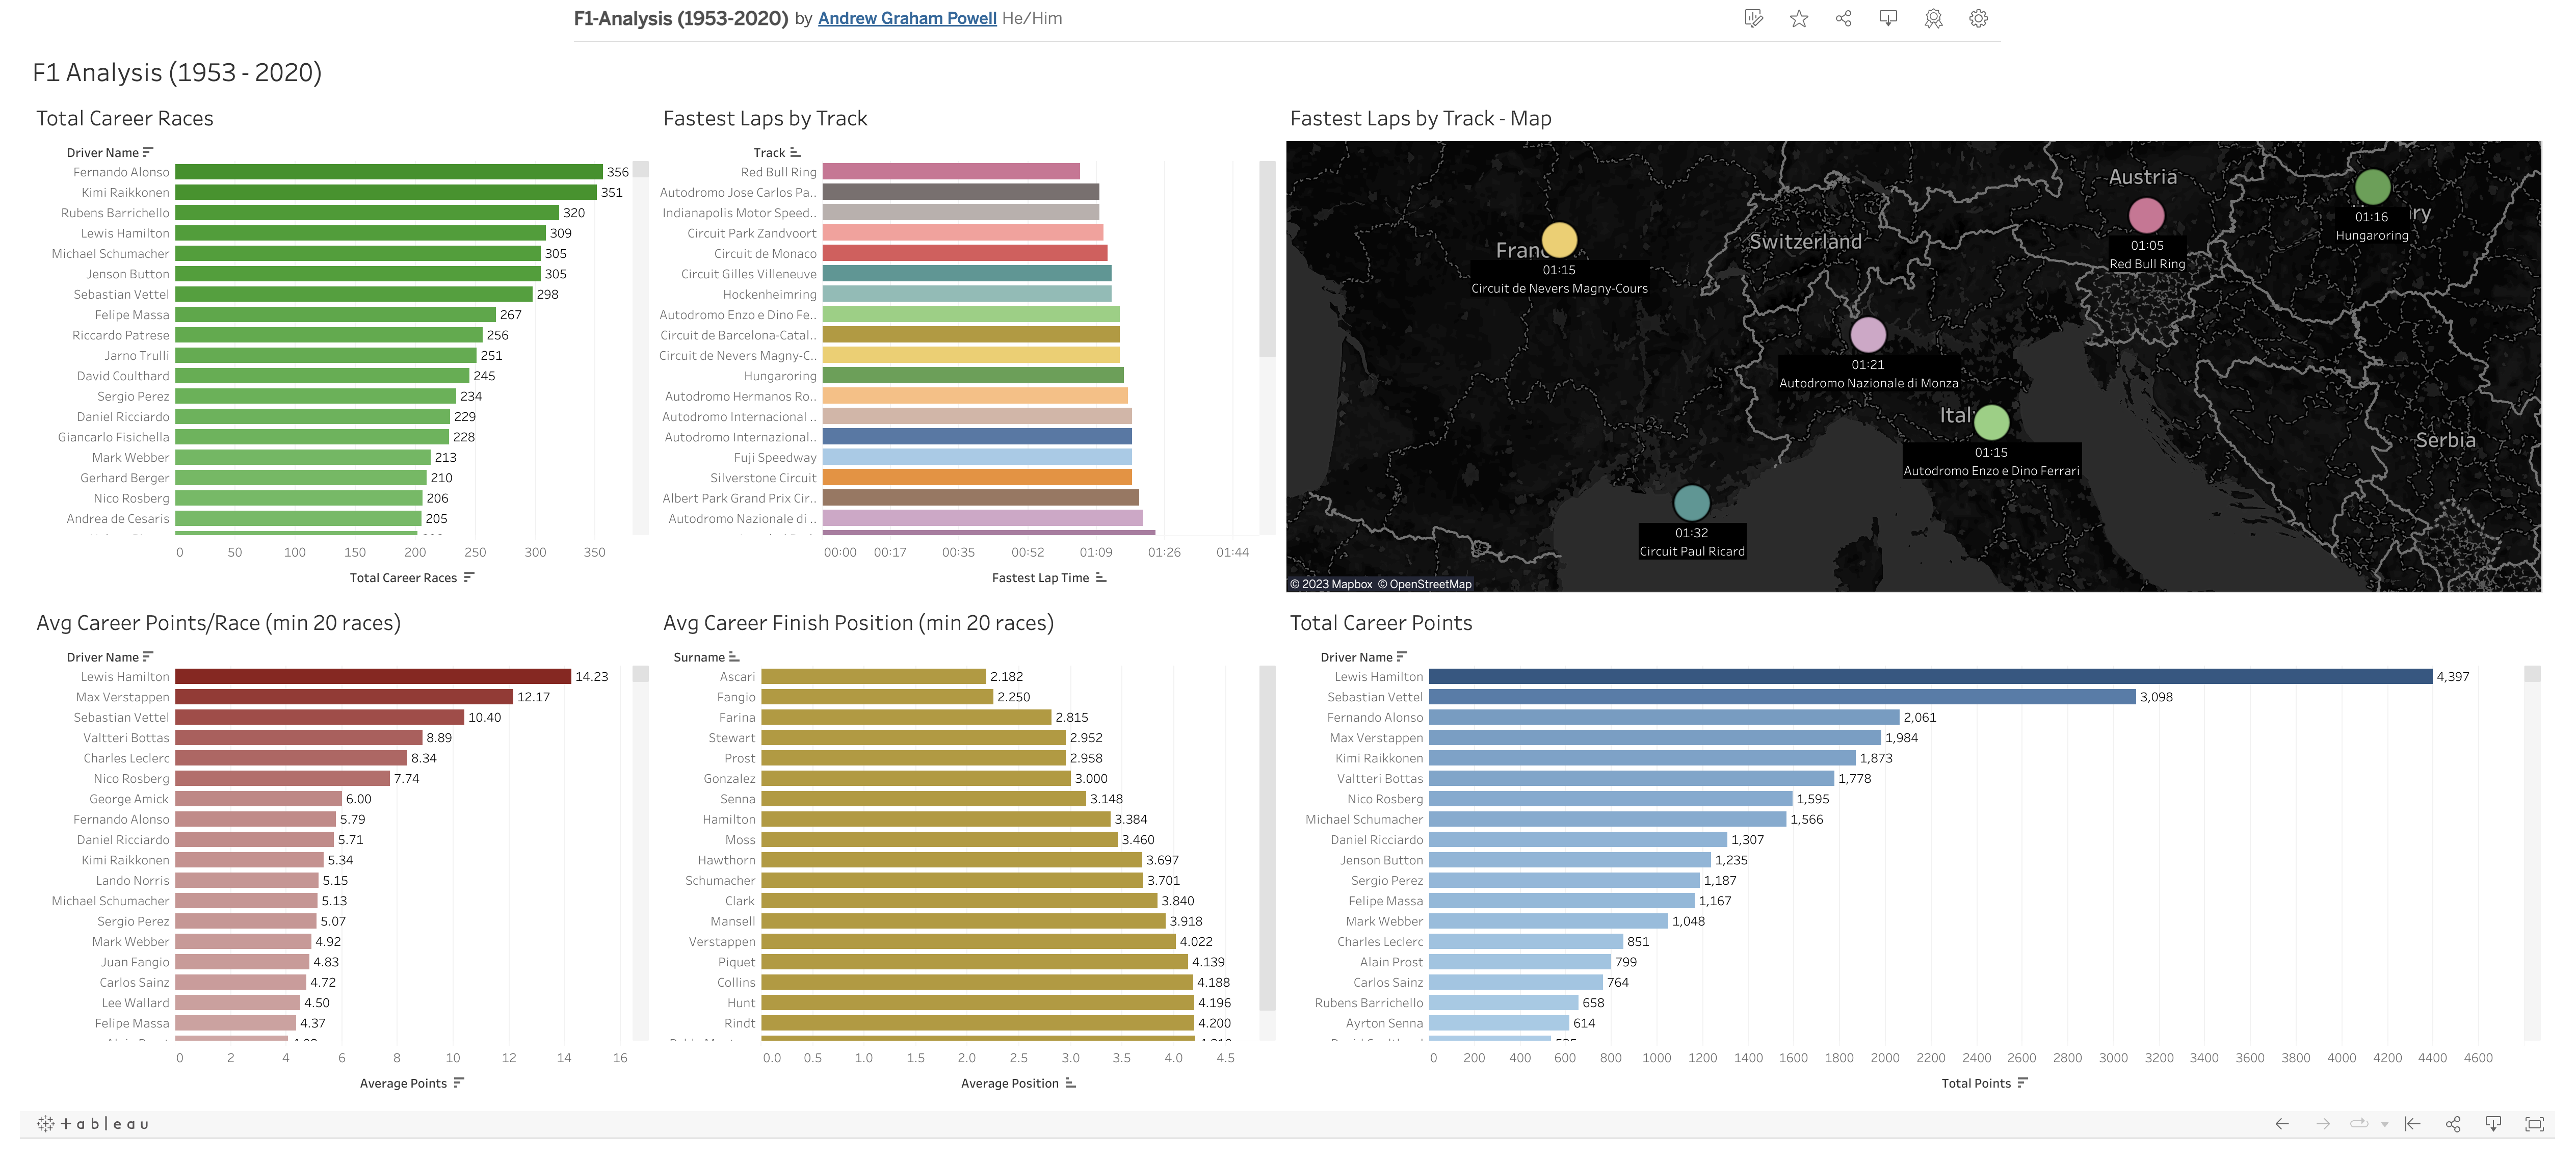 F1-Analysis (1953-2020) by Andrew Graham Powell He/Him
F1 Analysis (1953 - 2020)
Total Career Races
Driver Name
Fernando Alonso 356
Kimi Raikkonen 351
Rubens Barrichello 320
Lewis Hamilton 309
Michael Schumacher 305
Jenson Button 305
Sebastian Vettel 298
Felipe Massa 267
Riccardo Patrese 256
Jarno Trulli 251
David Coulthard 245
Sergio Perez 234
Daniel Ricciardo 229
Giancarlo Fisichella 228
Mark Webber 213
Gerhard Berger 210
Nico Rosberg 206
Andrea de Cesaris 205
0 50 100 150 200 250 300 350
Total Career Races
Fastest Laps by Track
Track
Red Bull Ring
Autodromo Jose Carlos Pa..
Indianapolis Motor Speed..
Circuit Park Zandvoort
Circuit de Monaco
Circuit Gilles Villeneuve
Hockenheimring
Autodromo Enzo e Dino Fe..
Circuit de Barcelona-Catal..
Circuit de Nevers Magny-C..
Hungaroring
Autodromo Hermanos Ro..
Autodromo Internacional ..
Autodromo Internazional..
Fuji Speedway
Silverstone Circuit
Albert Park Grand Prix Cir..
Autodromo Nazionale di ..
00:00 00:17 00:35 00:52 01:09 01:26 01:44
Fastest Lap Time
Fastest Laps by Track - Map
Austria
01:16
Hungaroring
01:05
Red Bull Ring
Switzerland
01:15
Circuit de Nevers Magny-Cours
01:21
Autodromo Nazionale di Monza
01:15
Autodromo Enzo e Dino Ferrari
Serbia
01:32
Circuit Paul Ricard
© 2023 Mapbox © OpenStreetMap
Avg Career Points/Race (min 20 races)
Driver Name
Lewis Hamilton 14.23
Max Verstappen 12.17
Sebastian Vettel 10.40
Valtteri Bottas 8.89
Charles Leclerc 8.34
Nico Rosberg 7.74
George Amick 6.00
Fernando Alonso 5.79
Daniel Ricciardo 5.71
Kimi Raikkonen 5.34
Lando Norris 5.15
Michael Schumacher 5.13
Sergio Perez 5.07
Mark Webber 4.92
Juan Fangio 4.83
Carlos Sainz 4.72
Lee Wallard 4.50
Felipe Massa 4.37
0 2 4 6 8 10 12 14 16
Average Points
Avg Career Finish Position (min 20 races)
Surname
Ascari 2.182
Fangio 2.250
Farina 2.815
Stewart 2.952
Prost 2.958
Gonzalez 3.000
Senna 3.148
Hamilton 3.384
Moss 3.460
Hawthorn 3.697
Schumacher 3.701
Clark 3.840
Mansell 3.918
Verstappen 4.022
Piquet 4.139
Collins 4.188
Hunt 4.196
Rindt 4.200
0.0 0.5 1.0 1.5 2.0 2.5 3.0 3.5 4.0 4.5
Average Position
Total Career Points
Driver Name
Lewis Hamilton 4,397
Sebastian Vettel 3,098
Fernando Alonso 2,061
Max Verstappen 1,984
Kimi Raikkonen 1,873
Valtteri Bottas 1,778
Nico Rosberg 1,595
Michael Schumacher 1,566
Daniel Ricciardo 1,307
Jenson Button 1,235
Sergio Perez 1,187
Felipe Massa 1,167
Mark Webber 1,048
Charles Leclerc 851
Alain Prost 799
Carlos Sainz 764
Rubens Barrichello 658
Ayrton Senna 614
0 200 400 600 800 1000 1200 1400 1600 1800 2000 2200 2400 2600 2800 3000 3200 3400 3600 3800 4000 4200 4400 4600
Total Points
+ableau